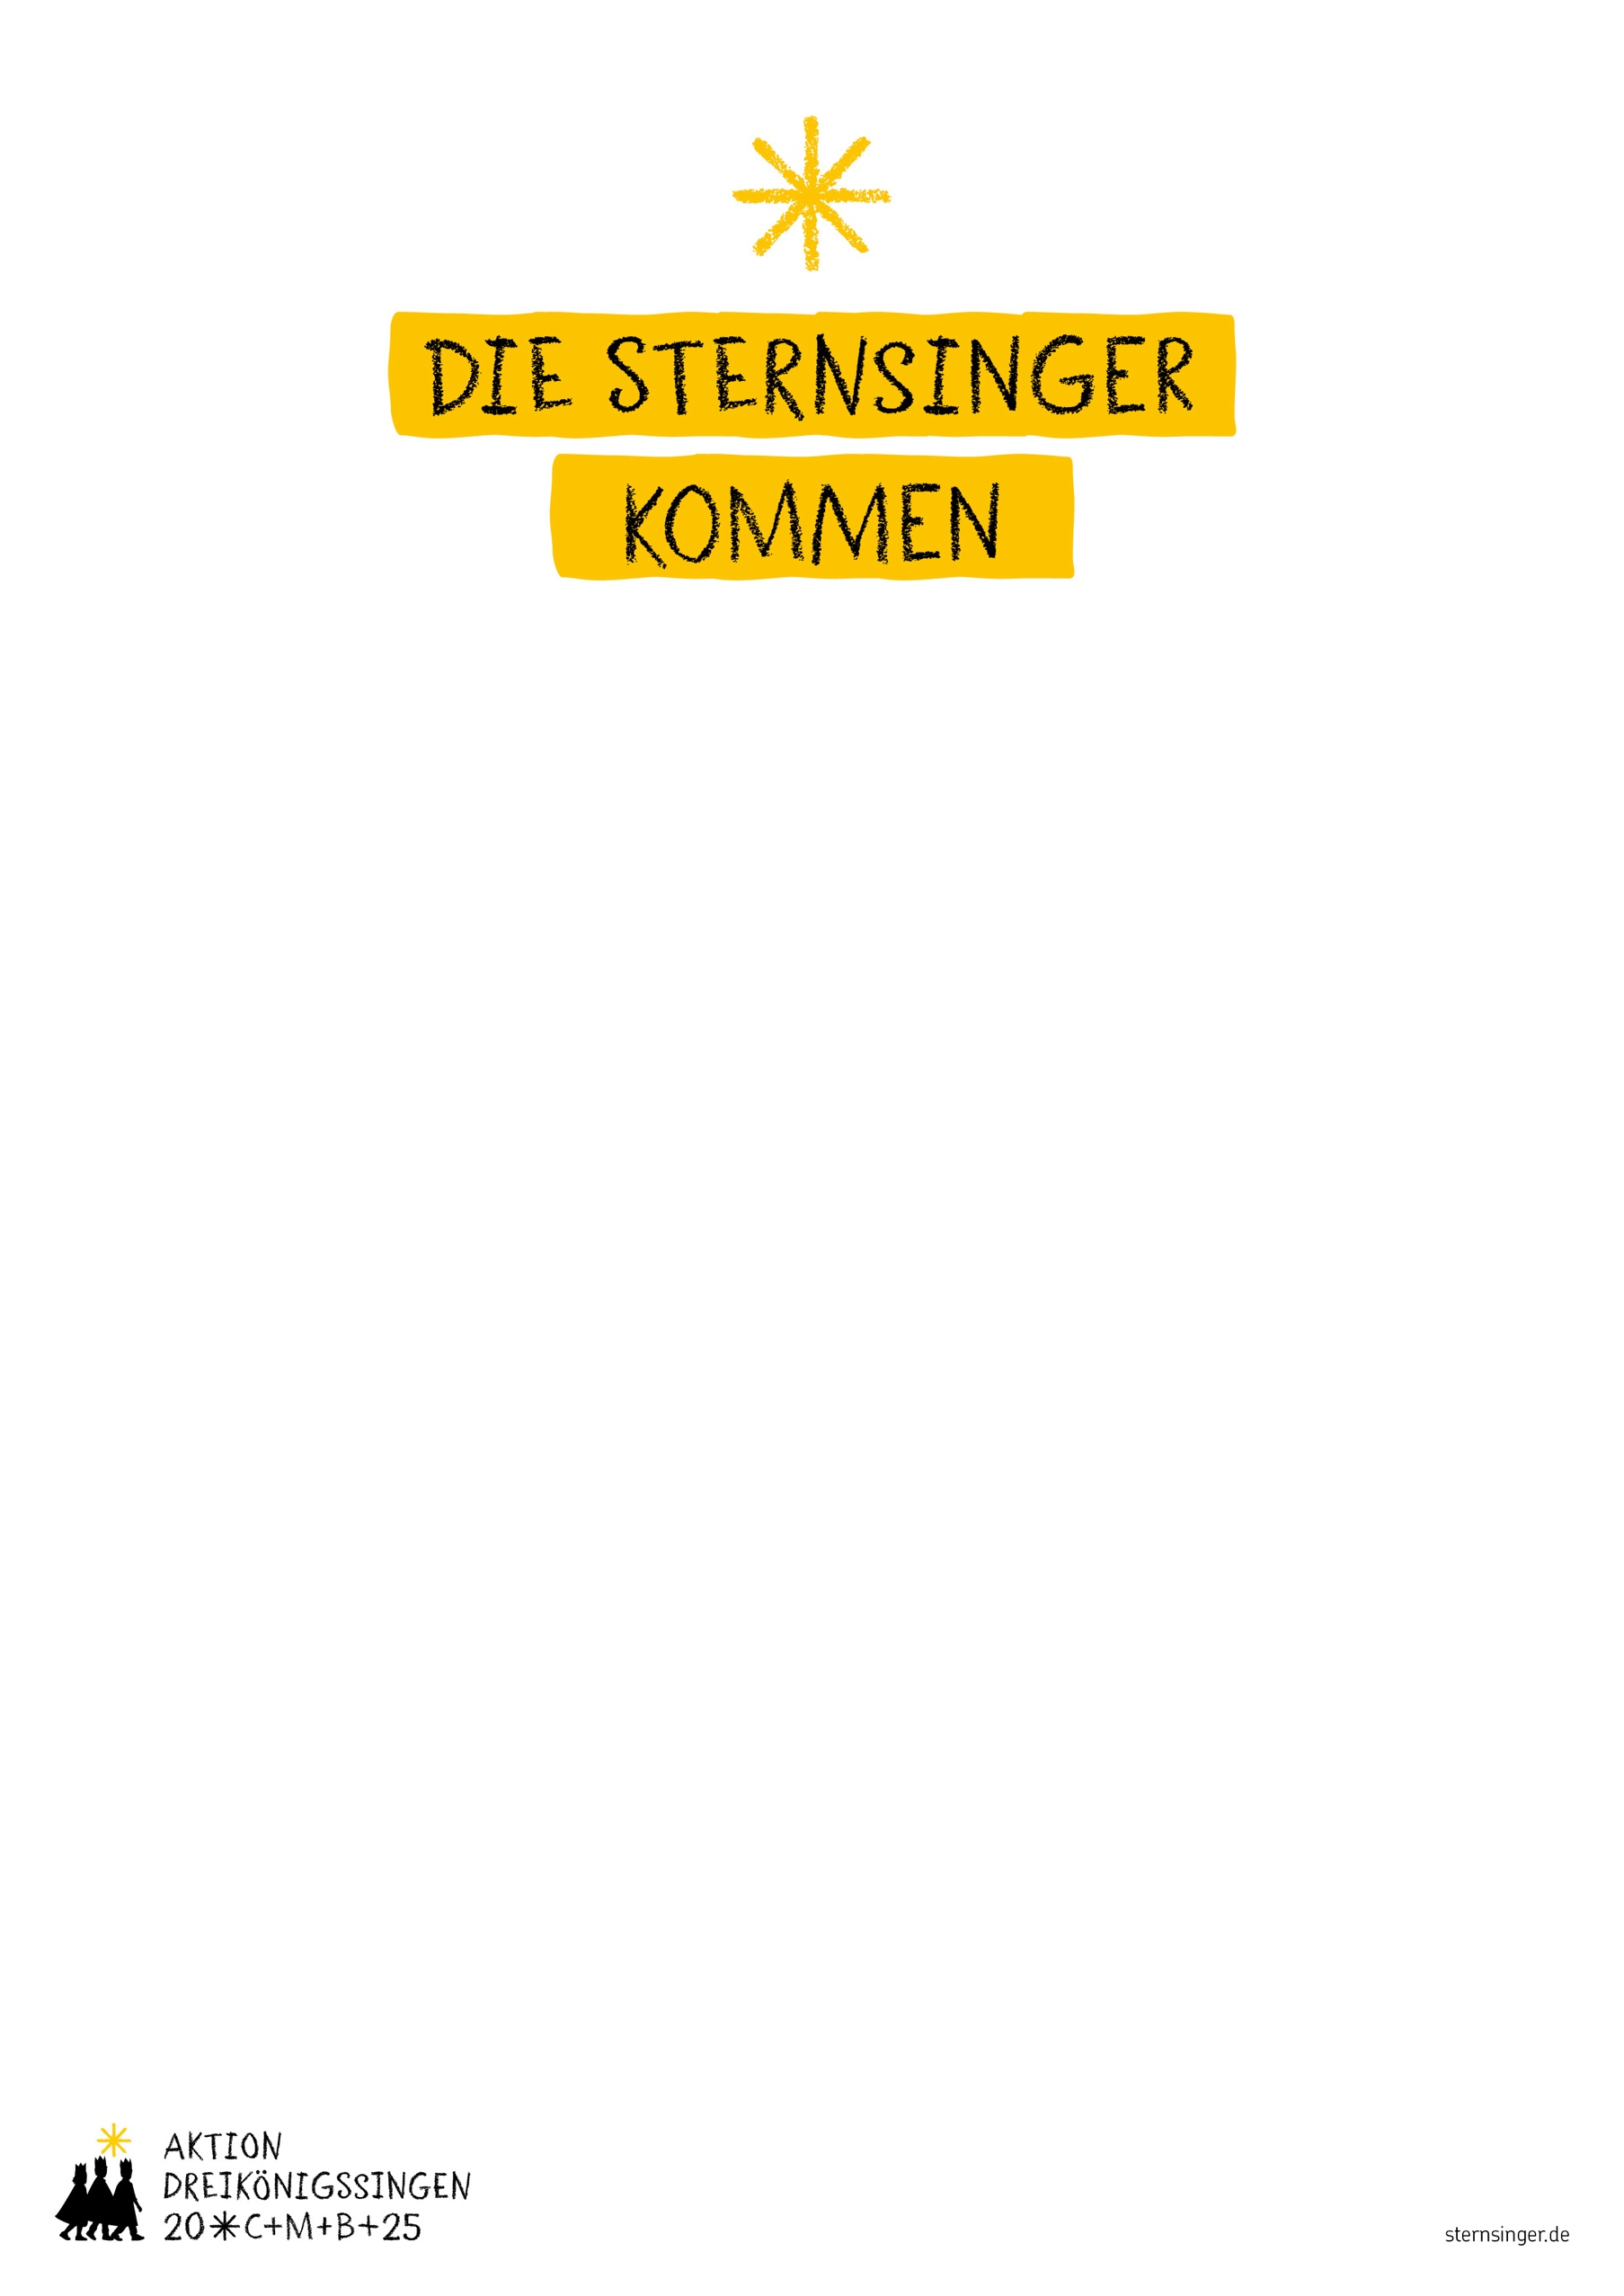 DIE STERNSINGER
KOMMEN
AKTION
DREIKÖNIGSSINGEN
20*C+M+B+25
sternsinger.de